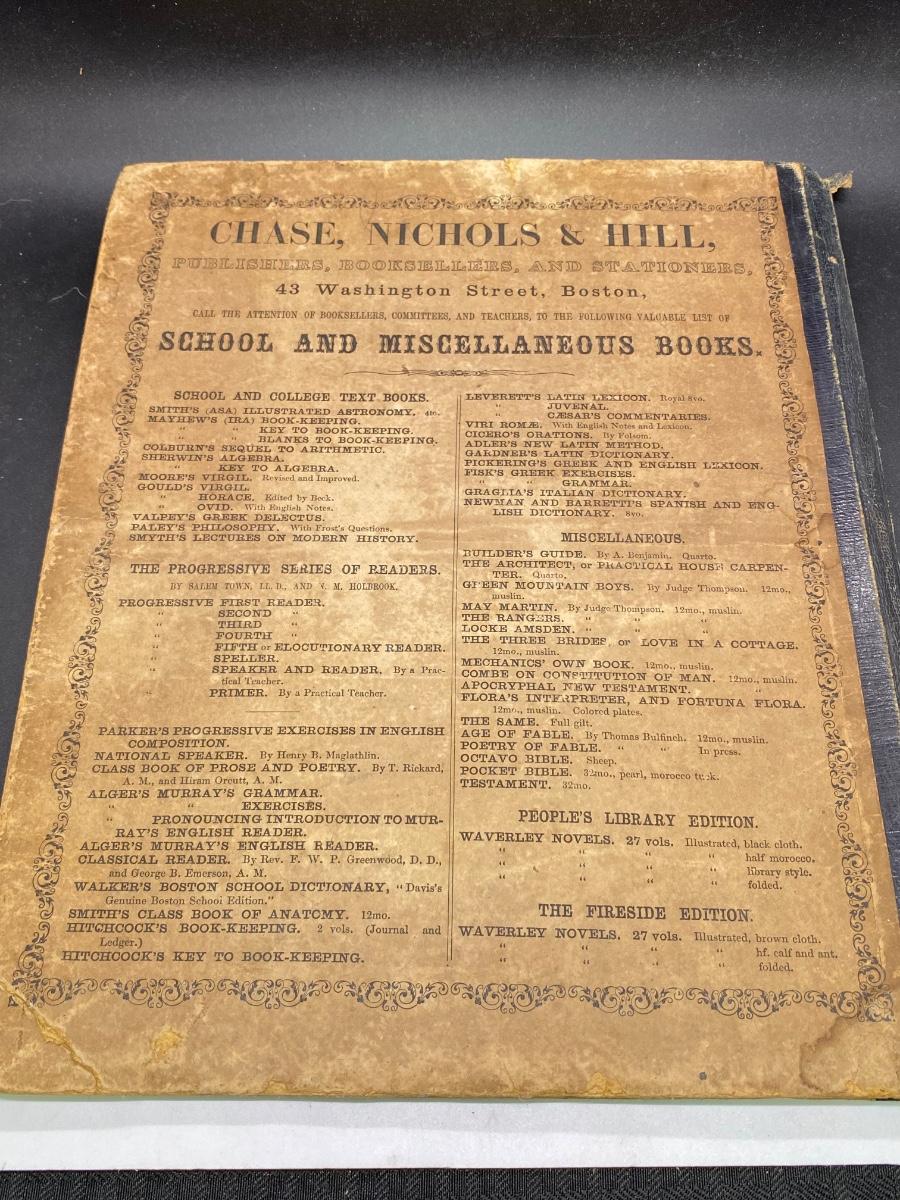 CHASE, NICHOLS & HILL,
PUBLISHERS, BOOKSELLERS, AND STATIONERS,
43 Washington Street, Boston,
CALL THE ATTENTION OF BOOKSELLERS, COMMITTEES, AND TEACHERS, TO THE FOLLOWING VALUABLE LIST OF
SCHOOL AND MISCELLANEOUS BOOKS.
SCHOOL AND COLLEGE TEXT BOOKS.
SMITH'S (ASA) ILLUSTRATED ASTRONOMY. 4to.
MAYHEW'S (IRA) BOOK-KEEPING.
" " KEY TO BOOK-KEEPING.
" " BLANKS TO BOOK-KEEPING.
COLBURN'S SEQUEL TO ARITHMETIC.
SHERWIN'S ALGEBRA.
" KEY TO ALGEBRA.
MOORE'S VIRGIL. Revised and Improved.
GOULD'S VIRGIL.
" HORACE. Edited by Beck.
" OVID. With English Notes.
VALPEY'S GREEK DELECTUS.
PALEY'S PHILOSOPHY. With Frost's Questions.
SMYTH'S LECTURES ON MODERN HISTORY.
THE PROGRESSIVE SERIES OF READERS.
BY SALEM TOWN, LL. D., AND N. M. HOLBROOK.
PROGRESSIVE FIRST READER.
" SECOND "
" THIRD "
" FOURTH "
" FIFTH or ELOCUTIONARY READER.
" SPELLER.
" SPEAKER AND READER. By a Prac-
tical Teacher.
" PRIMER. By a Practical Teacher.
PARKER'S PROGRESSIVE EXERCISES IN ENGLISH
COMPOSITION.
NATIONAL SPEAKER. By Henry B. Maglathlin.
CLASS BOOK OF PROSE AND POETRY. By T. Rickard,
A. M., and Hiram Orcutt, A. M.
ALGER'S MURRAY'S GRAMMAR.
" " EXERCISES.
" PRONOUNCING INTRODUCTION TO MUR-
RAY'S ENGLISH READER.
ALGER'S MURRAY'S ENGLISH READER.
CLASSICAL READER. By Rev. F. W. P. Greenwood, D. D.,
and George B. Emerson, A. M.
WALKER'S BOSTON SCHOOL DICTIONARY, "Davis's
Genuine Boston School Edition."
SMITH'S CLASS BOOK OF ANATOMY. 12mo.
HITCHCOCK'S BOOK-KEEPING. 2 vols. (Journal and
Ledger.)
HITCHCOCK'S KEY TO BOOK-KEEPING.
LEVERETT'S LATIN LEXICON. Royal 8vo.
" JUVENAL.
" CÆSAR'S COMMENTARIES.
VIRI ROMÆ. With English Notes and Lexicon.
CICERO'S ORATIONS. By Folsom.
ADLER'S NEW LATIN METHOD.
GARDNER'S LATIN DICTIONARY.
PICKERING'S GREEK AND ENGLISH LEXICON.
FISK'S GREEK EXERCISES.
" " GRAMMAR.
GRAGLIA'S ITALIAN DICTIONARY.
NEWMAN AND BARRETTI'S SPANISH AND ENG-
LISH DICTIONARY. 8vo.
MISCELLANEOUS.
BUILDER'S GUIDE. By A. Benjamin. Quarto.
THE ARCHITECT, or PRACTICAL HOUSE CARPEN-
TER. Quarto.
GREEN MOUNTAIN BOYS. By Judge Thompson. 12mo.,
muslin.
MAY MARTIN. By Judge Thompson. 12mo., muslin.
THE RANGERS. " " "
LOCKE AMSDEN. " " "
THE THREE BRIDES, or LOVE IN A COTTAGE.
12mo., muslin.
MECHANICS' OWN BOOK. 12mo., muslin.
COMBE ON CONSTITUTION OF MAN. 12mo., muslin.
APOCRYPHAL NEW TESTAMENT. "
FLORA'S INTERPRETER, AND FORTUNA FLORA.
12mo., muslin. Colored plates.
THE SAME. Full gilt.
AGE OF FABLE. By Thomas Bulfinch. 12mo., muslin.
POETRY OF FABLE. " " In press.
OCTAVO BIBLE. Sheep.
POCKET BIBLE. 32mo., pearl, morocco tuck.
TESTAMENT. 32mo.
PEOPLE'S LIBRARY EDITION.
WAVERLEY NOVELS. 27 vols. Illustrated, black cloth.
" " " " half morocco.
" " " " library style.
" " " " folded.
THE FIRESIDE EDITION.
WAVERLEY NOVELS. 27 vols. Illustrated, brown cloth.
" " " " hf. calf and ant.
" " " " folded.